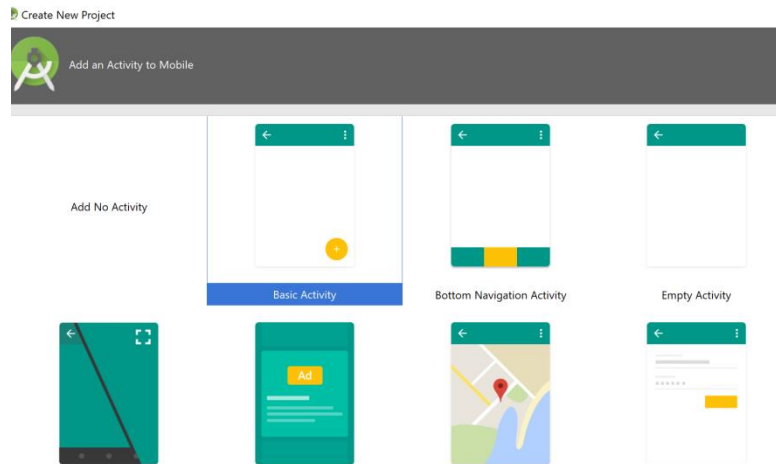 Create New Project
Add an Activity to Mobile
Add No Activity
Basic Activity
Bottom Navigation Activity
Empty Activity
Ad